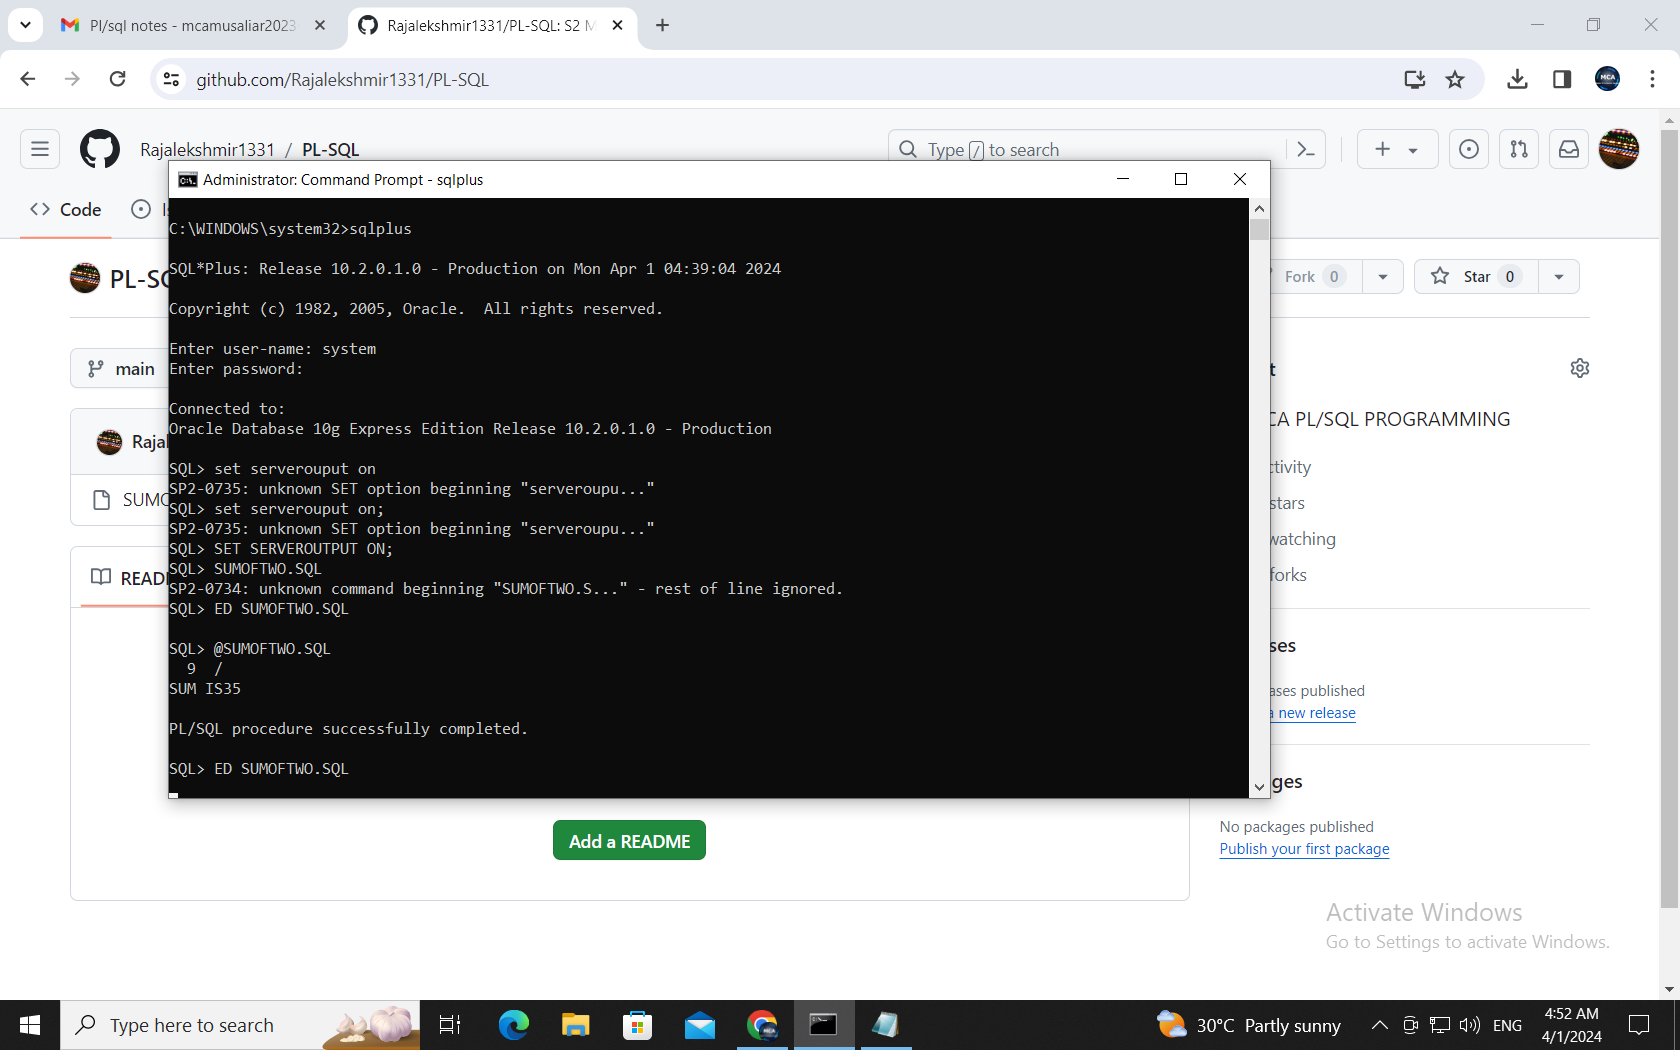 Pl/sql notes - mcamusaliar2023
Rajalekshmir1331/PL-SQL: S2 M
github.com/Rajalekshmir1331/PL-SQL
MCA
Rajalekshmir1331 / PL-SQL
Type / to search
Code
PL-SQ
Fork 0
Star 0
main
Rajal
SUMO
READ
Administrator: Command Prompt - sqlplus
C:\WINDOWS\system32>sqlplus
SQL*Plus: Release 10.2.0.1.0 - Production on Mon Apr 1 04:39:04 2024
Copyright (c) 1982, 2005, Oracle.  All rights reserved.
Enter user-name: system
Enter password:
Connected to:
Oracle Database 10g Express Edition Release 10.2.0.1.0 - Production
SQL> set serverouput on
SP2-0735: unknown SET option beginning "serveroupu..."
SQL> set serverouput on;
SP2-0735: unknown SET option beginning "serveroupu..."
SQL> SET SERVEROUTPUT ON;
SQL> SUMOFTWO.SQL
SP2-0734: unknown command beginning "SUMOFTWO.S..." - rest of line ignored.
SQL> ED SUMOFTWO.SQL
SQL> @SUMOFTWO.SQL
9  /
SUM IS35
PL/SQL procedure successfully completed.
SQL> ED SUMOFTWO.SQL
t
CA PL/SQL PROGRAMMING
ctivity
stars
watching
forks
ses
ases published
a new release
ges
No packages published
Publish your first package
Add a README
Activate Windows
Go to Settings to activate Windows.
Type here to search
30°C Partly sunny
ENG
4:52 AM
4/1/2024